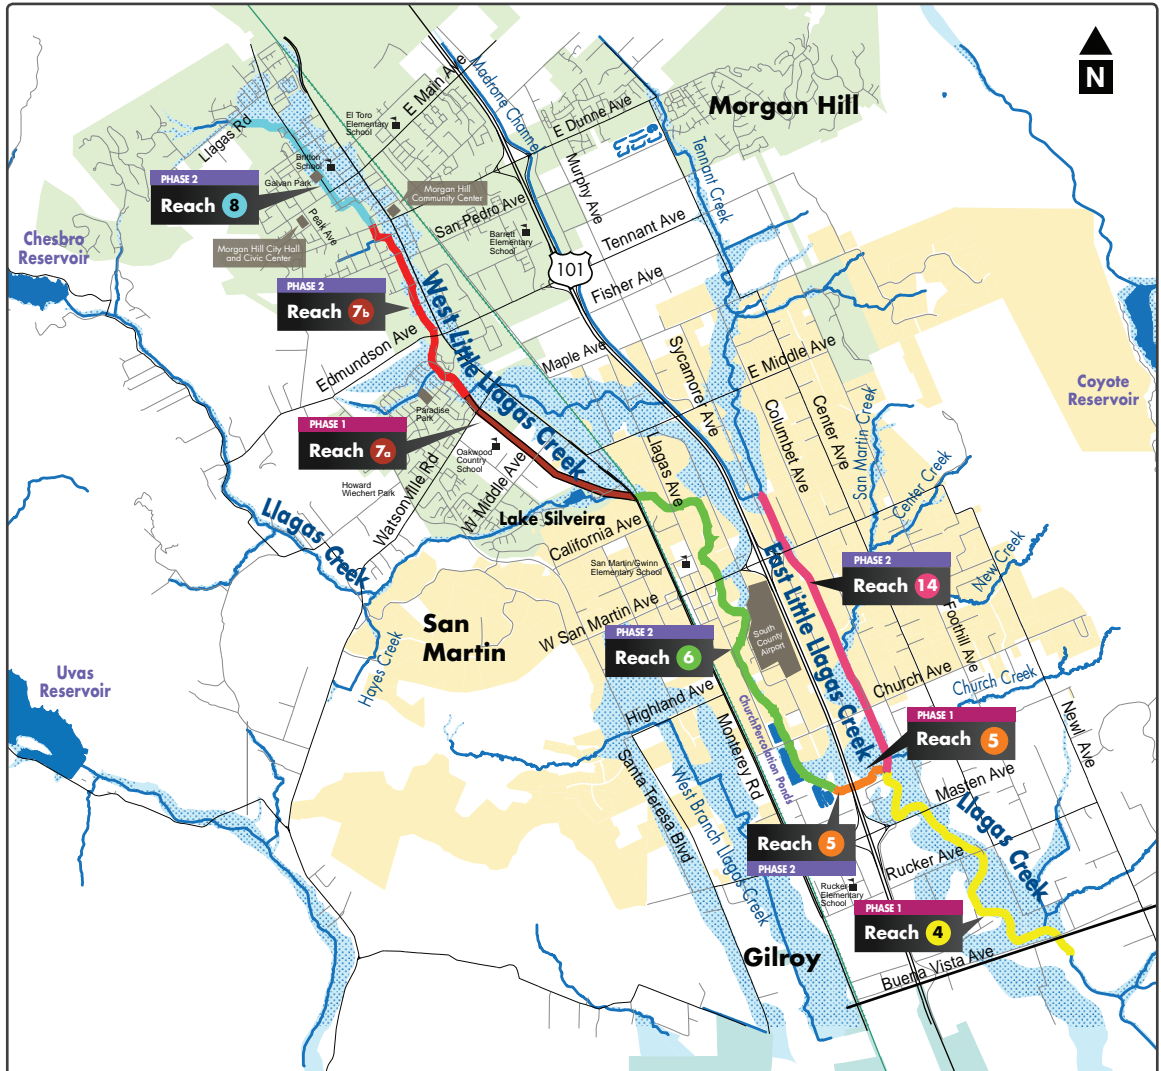 N
Morgan Hill
E Main Ave
Madrone Channel
E Dunne Ave
El Toro
Elementary
School
Llagas Rd
Britton
School
Galvan Park
PHASE 2
Reach 8
Morgan Hill
Community Center
Murphy Ave
Tennant Creek
San Pedro Ave
Peak Ave
Barrett
Elementary
School
Tennant Ave
Morgan Hill City Hall
and Civic Center
Chesbro
Reservoir
101
Fisher Ave
PHASE 2
Reach 7b
West Little Llagas Creek
Edmundson Ave
Maple Ave
Sycamorer Ave
E Middle Ave
Coyote
Reservoir
Paradise
Park
PHASE 1
Reach 7a
Oakwood
Country
School
Columbet Ave
Center Ave
San Martin Creek
Center Creek
Howard
Wiechert Park
Watsonville Rd
W Middle Ave
Llagas Ave
Lake Silveira
Llagas Creek
California Ave
San Martin/Gwinn
Elementary School
East Little Llagas Creek
PHASE 2
Reach 14
New Creek
Foothill Ave
San
Martin
W San Martin Ave
South
County
Airport
PHASE 2
Reach 6
Hayes Creek
Uvas
Reservoir
Church Ave
Church Creek
Highland Ave
Monterey Rd
ChurchPercolation Ponds
PHASE 1
Reach 5
Newl Ave
Santa Teresa Blvd
West Branch Llagas Creek
Masten Ave
Llagas Creek
Reach 5
PHASE 2
Rucker Ave
Rucker
Elementary
School
PHASE 1
Reach 4
Gilroy
Buena Vista Ave